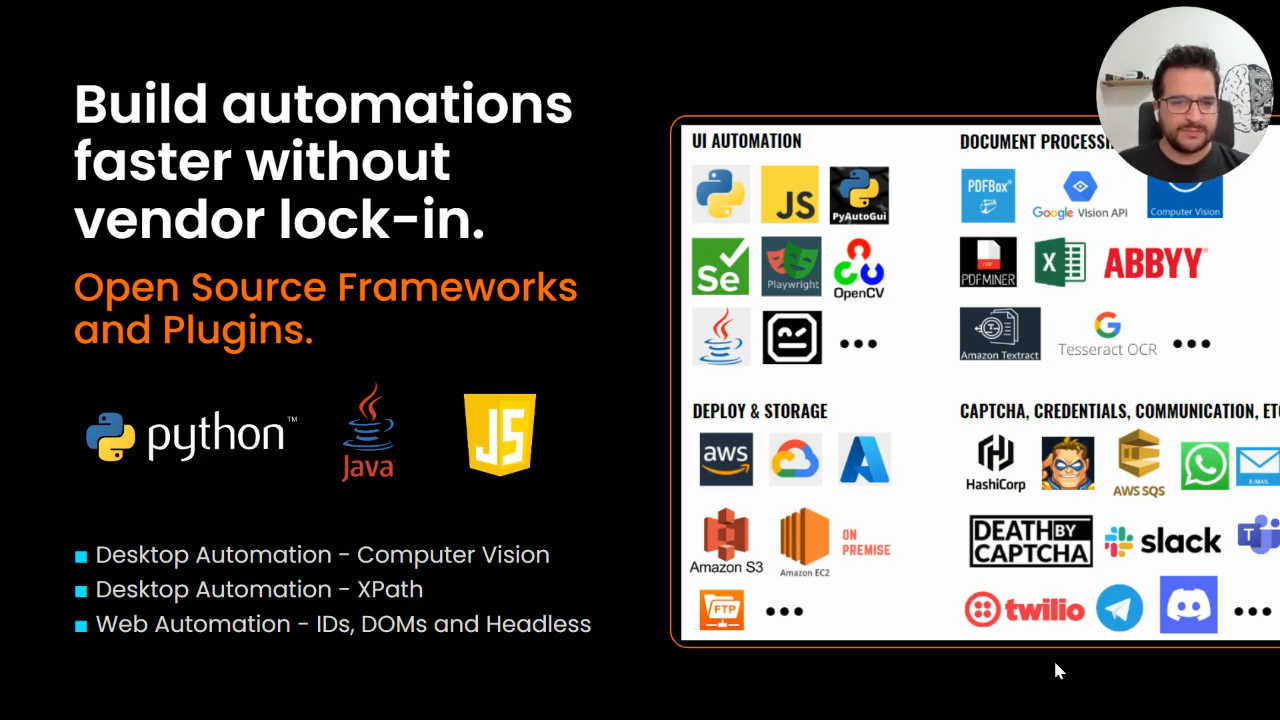 Build automations
faster without
vendor lock-in.
Open Source Frameworks
and Plugins.
python™
Java
JS
■ Desktop Automation - Computer Vision
■ Desktop Automation - XPath
■ Web Automation - IDs, DOMs and Headless
UI AUTOMATION
JS
PyAutoGui
Se
Playwright
OpenCV
DOCUMENT PROCESSIN
PDFBox®
Google Vision API
Computer Vision
PDF
PDFMINER
X
ABBYY®
Amazon Textract
Tesseract OCR
DEPLOY & STORAGE
aws
Amazon S3
Amazon EC2
ON
PREMISE
FTP
CAPTCHA, CREDENTIALS, COMMUNICATION, ETC
HashiCorp
AWS SQS
E-MAIL
DEATH BY
CAPTCHA
slack
twilio